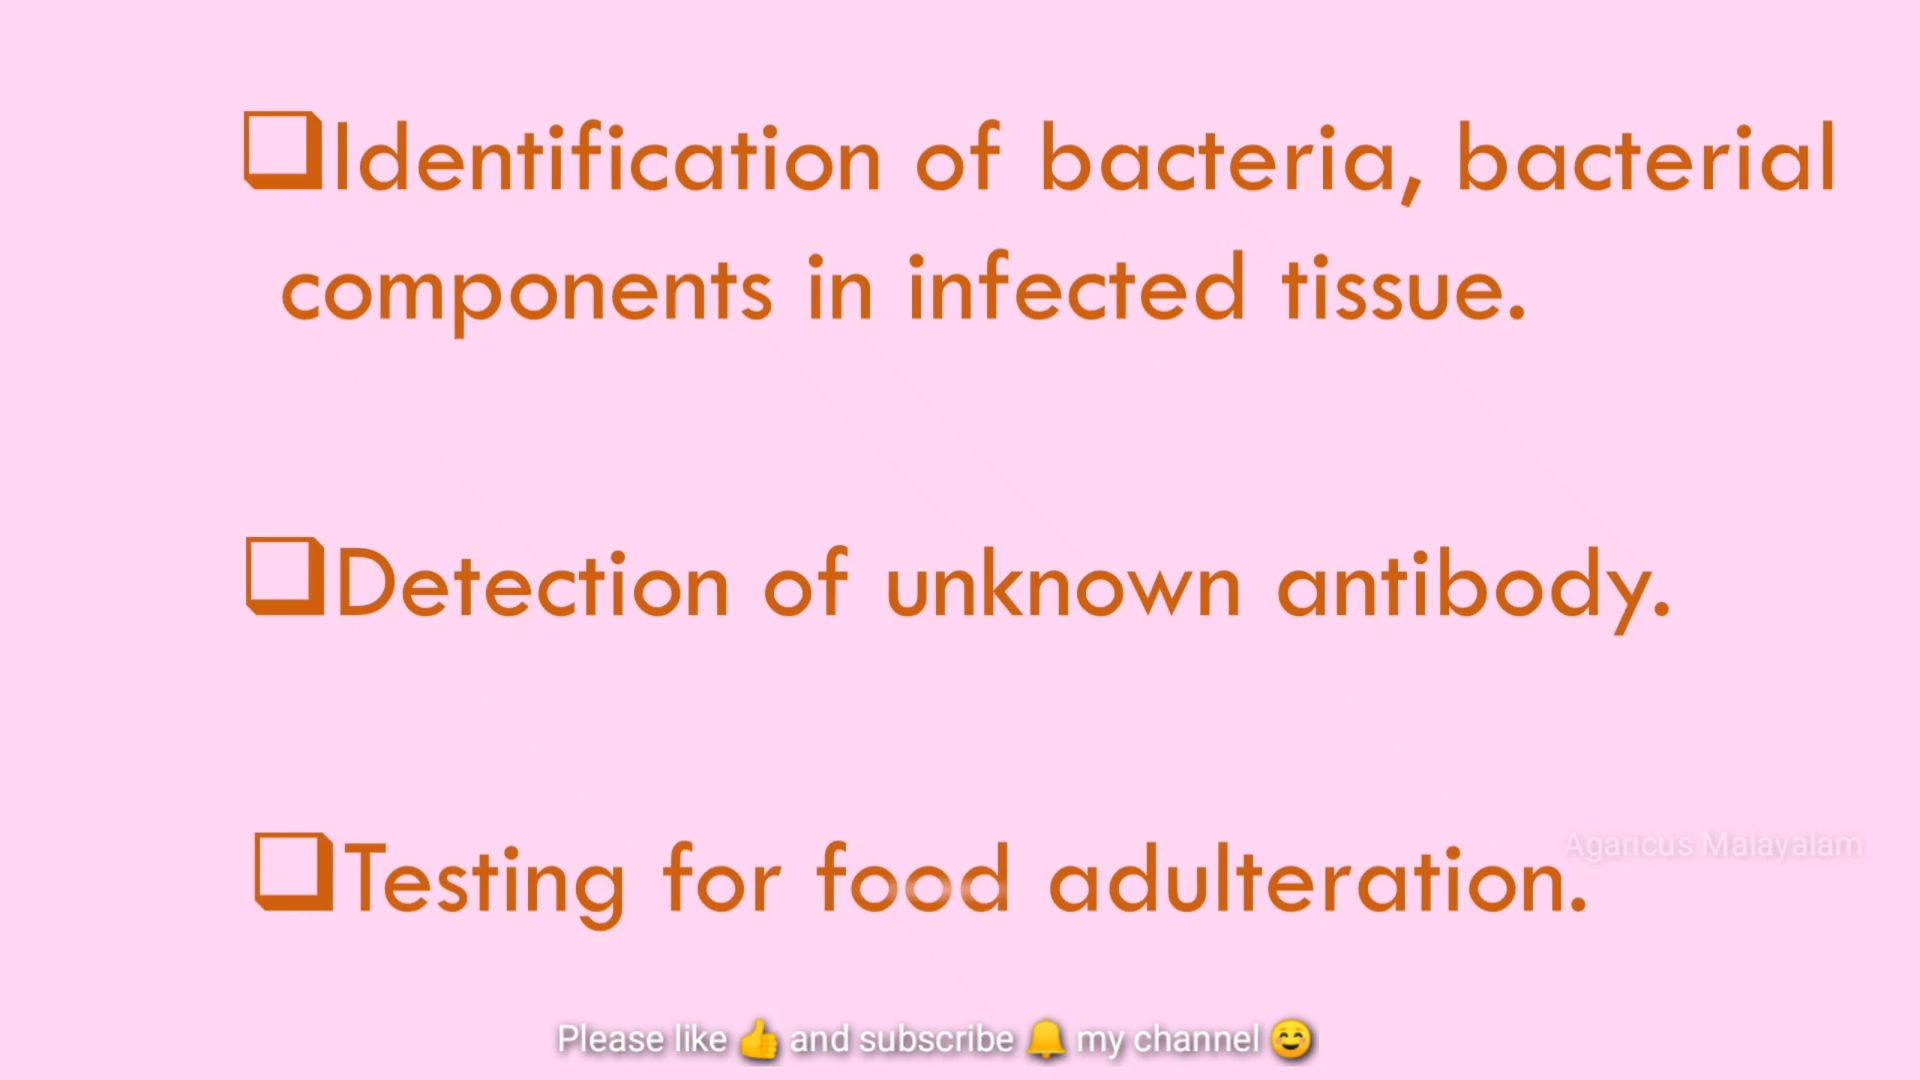 ❑Identification of bacteria, bacterial
components in infected tissue.
❑Detection of unknown antibody.
Agaricus Malayalam
❑Testing for food adulteration.
Please like 👍 and subscribe 🔔 my channel ☺️